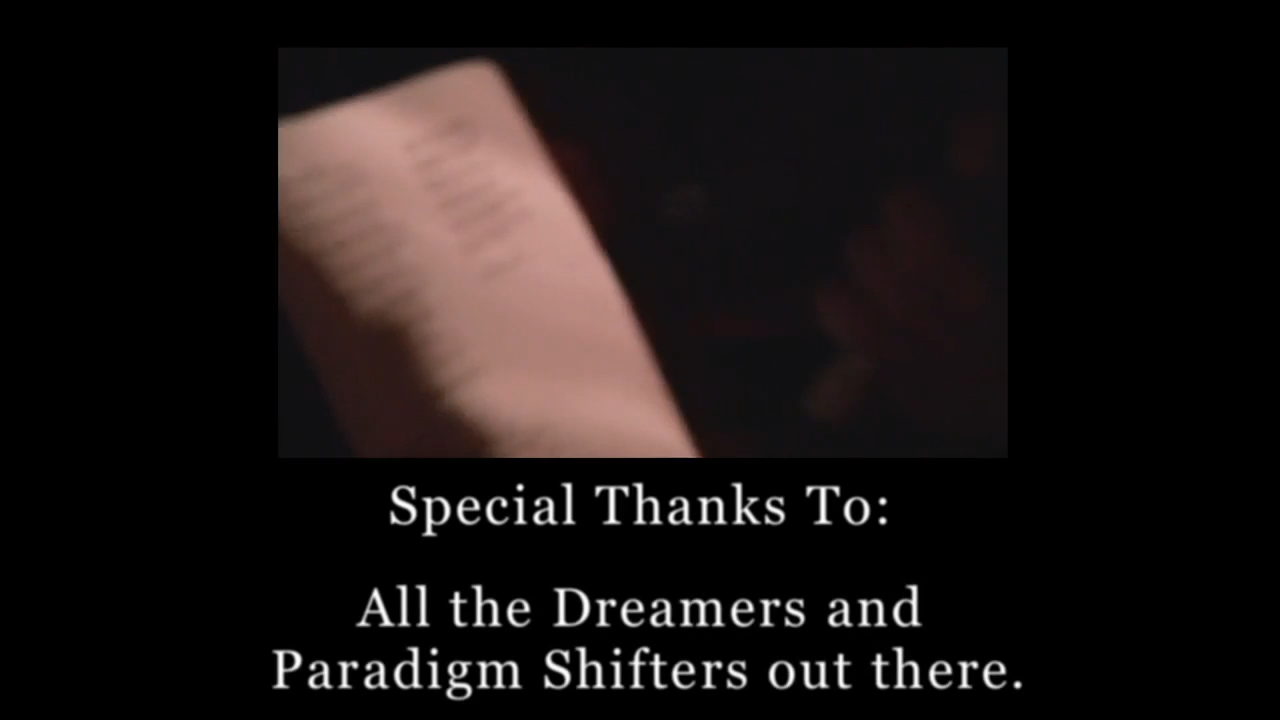 Special Thanks To:
All the Dreamers and
Paradigm Shifters out there.